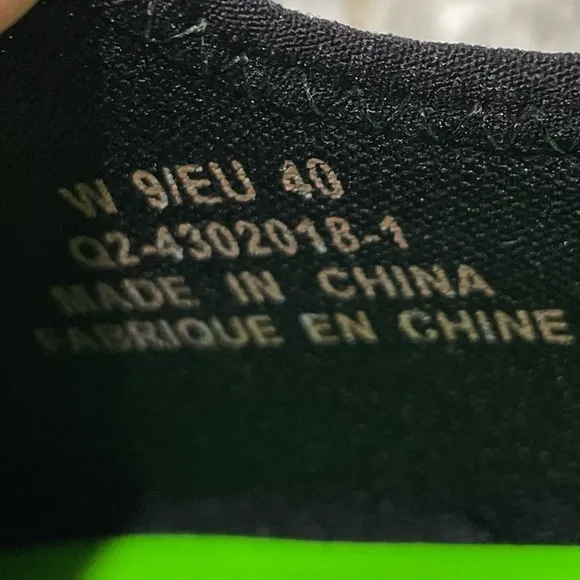 W 9/EU 40
Q2-4302018-1
MADE IN CHINA
FABRIQUE EN CHINE